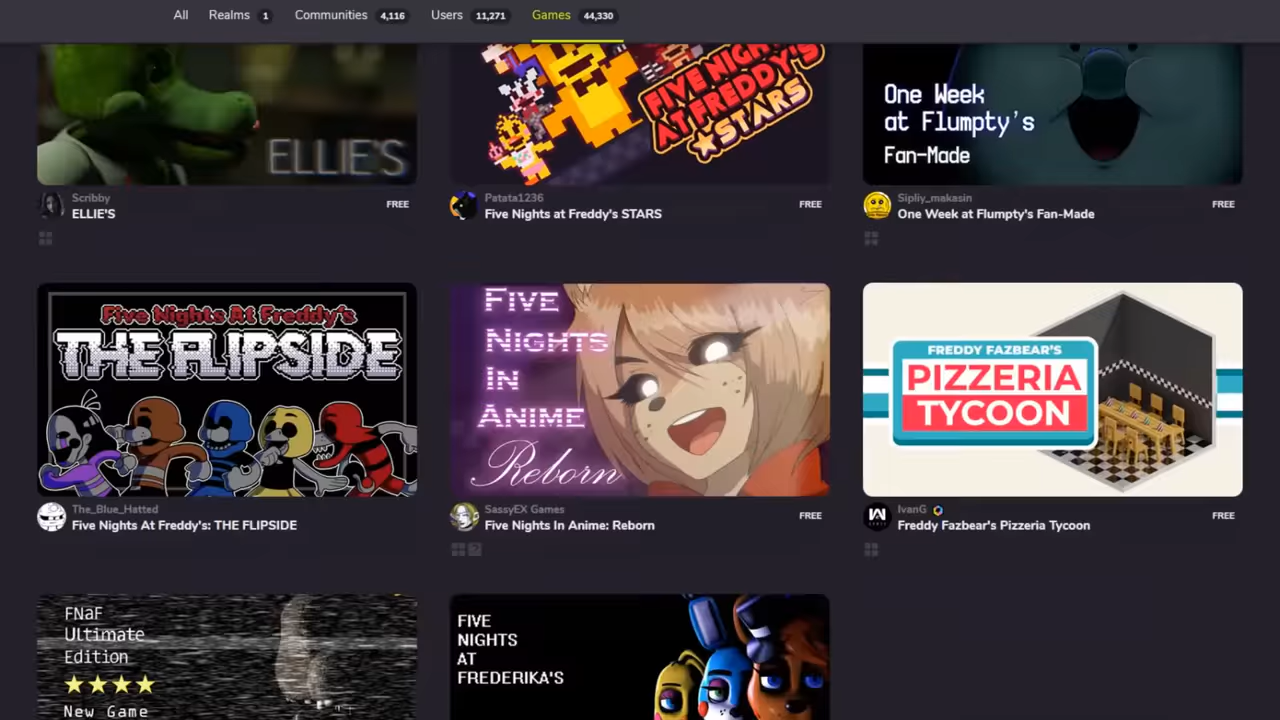 All Realms 1 Communities 4,116 Users 11,271 Games 44,330
ELLIE'S
Scribby
ELLIE'S
FREE
FIVE NIGHTS
AT FREDDY'S
STARS
Patata1236
Five Nights at Freddy's STARS
FREE
One Week
at Flumpty's
Fan-Made
Sipliy_makasin
One Week at Flumpty's Fan-Made
FREE
Five Nights At Freddy's
THE FLIPSIDE
The_Blue_Hatted
Five Nights At Freddy's: THE FLIPSIDE
FIVE
NIGHTS
IN
ANIME
Reborn
SassyEX Games
Five Nights In Anime: Reborn
FREE
FREDDY FAZBEAR'S
PIZZERIA
TYCOON
IvanG
Freddy Fazbear's Pizzeria Tycoon
FREE
FNaF
Ultimate
Edition
New Game
FIVE
NIGHTS
AT
FREDERIKA'S